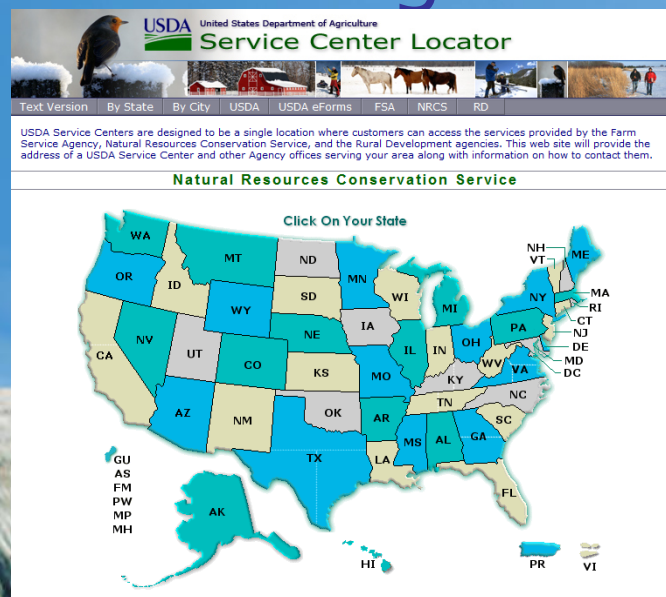 USDA United States Department of Agriculture
Service Center Locator
Text Version By State By City USDA USDA eForms FSA NRCS RD
USDA Service Centers are designed to be a single location where customers can access the services provided by the Farm
Service Agency, Natural Resources Conservation Service, and the Rural Development agencies. This web site will provide the
address of a USDA Service Center and other Agency offices serving your area along with information on how to contact them.
Natural Resources Conservation Service
Click On Your State
WA
MT
ND
MN
NH
VT
ME
OR
ID
WY
SD
WI
MI
NY
MA
RI
CT
NJ
DE
MD
DC
CA
NV
UT
CO
NE
IA
IL
IN
OH
PA
WV
VA
KS
MO
KY
NC
TN
SC
AZ
NM
OK
AR
TX
LA
MS
AL
GA
FL
GU
AS
FM
PW
MP
MH
AK
HI
PR
VI